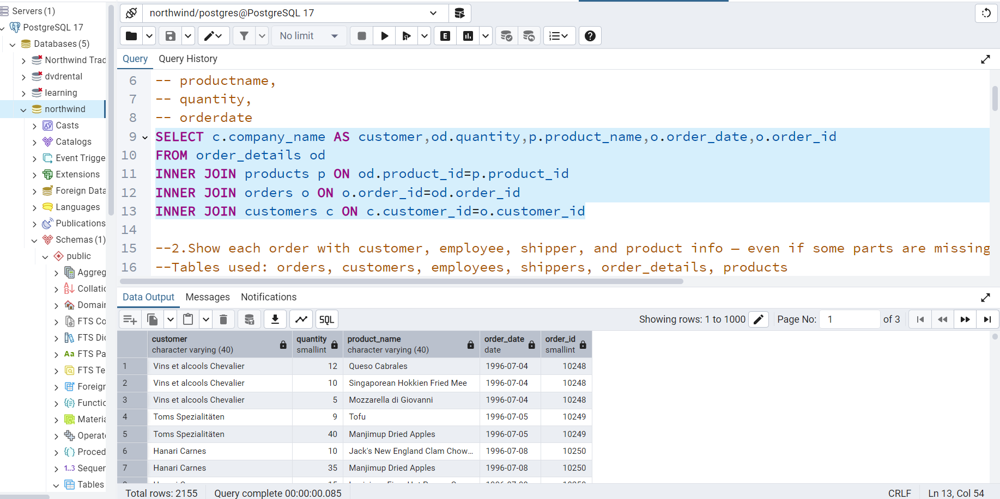 Servers (1)
PostgreSQL 17
Databases (5)
Northwind Trad
dvdrental
learning
northwind
Casts
Catalogs
Event Trigge
Extensions
Foreign Data
Languages
Publications
Schemas (1)
public
Aggreg
Collatio
Domain
FTS Co
FTS Dic
Aa FTS Pa
FTS Te
Foreign
Functio
Materia
Operato
Proced
1..3 Sequen
Tables
northwind/postgres@PostgreSQL 17
No limit
E
Query Query History
6 -- productname,
7 -- quantity,
8 -- orderdate
9 SELECT c.company_name AS customer,od.quantity,p.product_name,o.order_date,o.order_id
10 FROM order_details od
11 INNER JOIN products p ON od.product_id=p.product_id
12 INNER JOIN orders o ON o.order_id=od.order_id
13 INNER JOIN customers c ON c.customer_id=o.customer_id
14
15 --2.Show each order with customer, employee, shipper, and product info — even if some parts are missing
16 --Tables used: orders, customers, employees, shippers, order_details, products
Data Output Messages Notifications
SQL Showing rows: 1 to 1000 Page No: 1 of 3
customer quantity product_name order_date order_id
character varying (40) smallint character varying (40) date smallint
1 Vins et alcools Chevalier 12 Queso Cabrales 1996-07-04 10248
2 Vins et alcools Chevalier 10 Singaporean Hokkien Fried Mee 1996-07-04 10248
3 Vins et alcools Chevalier 5 Mozzarella di Giovanni 1996-07-04 10248
4 Toms Spezialitäten 9 Tofu 1996-07-05 10249
5 Toms Spezialitäten 40 Manjimup Dried Apples 1996-07-05 10249
6 Hanari Carnes 10 Jack's New England Clam Chow... 1996-07-08 10250
7 Hanari Carnes 35 Manjimup Dried Apples 1996-07-08 10250
Total rows: 2155 Query complete 00:00:00.085 CRLF Ln 13, Col 54